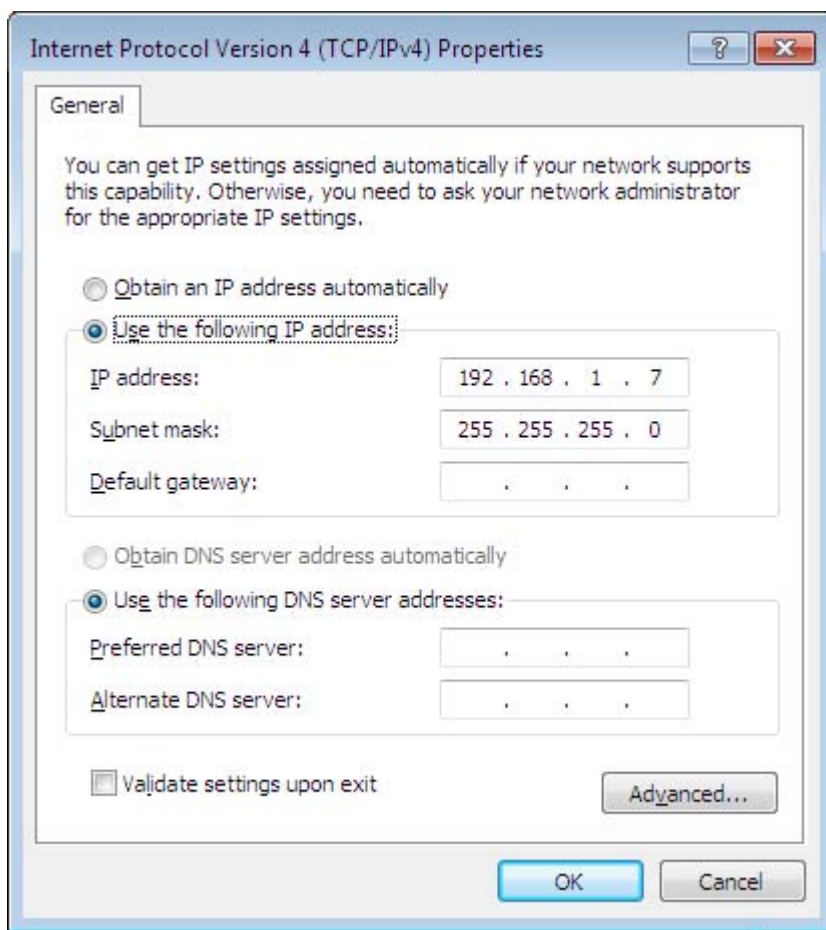 Internet Protocol Version 4 (TCP/IPv4) Properties
General
You can get IP settings assigned automatically if your network supports
this capability. Otherwise, you need to ask your network administrator
for the appropriate IP settings.
Obtain an IP address automatically
Use the following IP address:
IP address: 192 . 168 . 1 . 7
Subnet mask: 255 . 255 . 255 . 0
Default gateway: . . .
Obtain DNS server address automatically
Use the following DNS server addresses:
Preferred DNS server: . . .
Alternate DNS server: . . .
Validate settings upon exit
Advanced...
OK Cancel